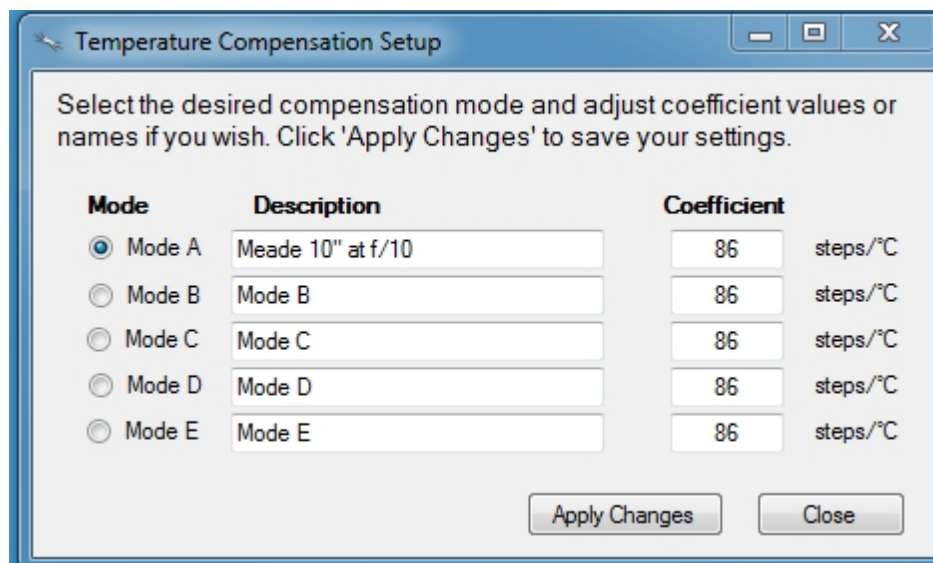 Temperature Compensation Setup
Select the desired compensation mode and adjust coefficient values or
names if you wish. Click 'Apply Changes' to save your settings.
Mode Description Coefficient
Mode A Meade 10" at f/10 86 steps/°C
Mode B Mode B 86 steps/°C
Mode C Mode C 86 steps/°C
Mode D Mode D 86 steps/°C
Mode E Mode E 86 steps/°C
Apply Changes Close